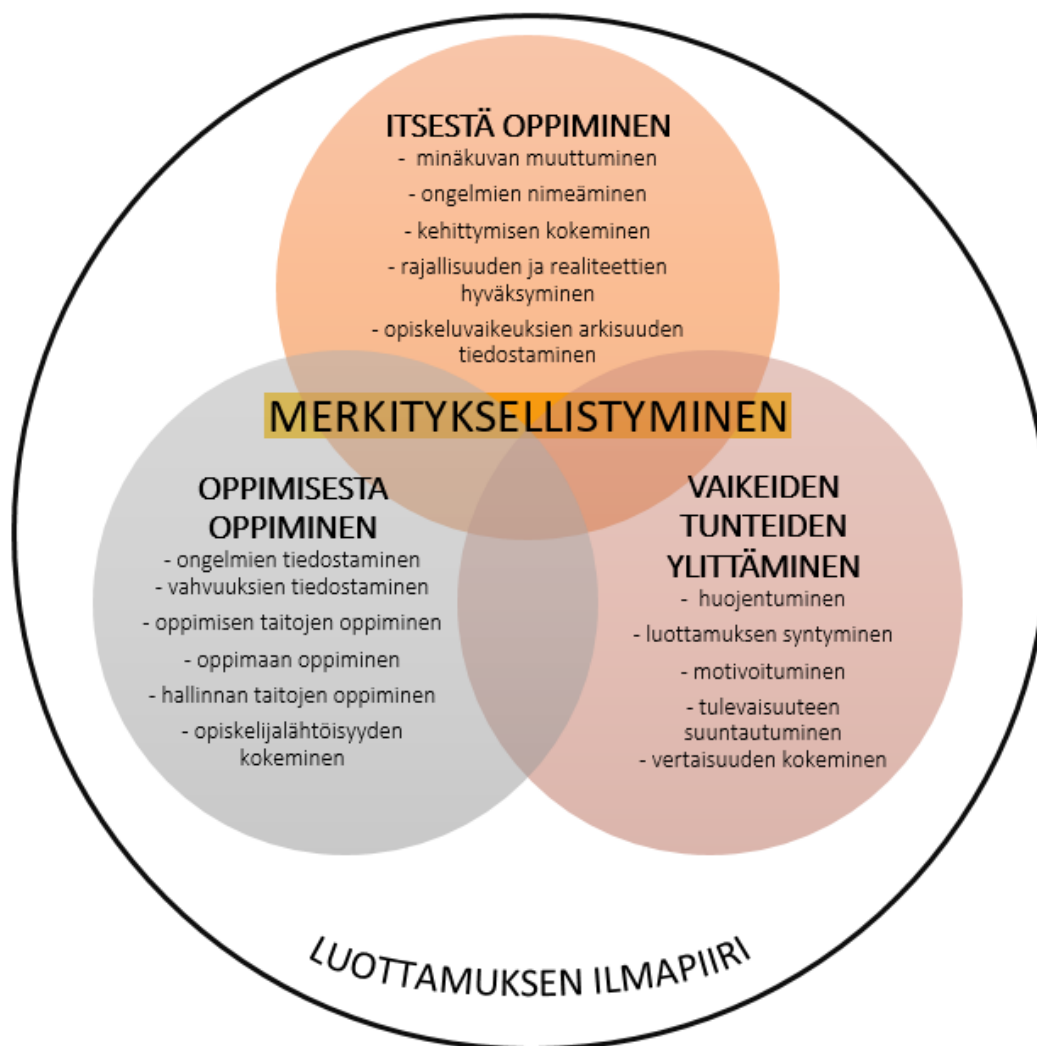 ITSESTÄ OPPIMINEN
- minäkuvan muuttuminen
- ongelmien nimeäminen
- kehittymisen kokeminen
- rajallisuuden ja realiteettien
hyväksyminen
- opiskeluvaikeuksien arkisuuden
tiedostaminen
MERKITYKSELLISTYMINEN
OPPIMISESTA
OPPIMINEN
- ongelmien tiedostaminen
- vahvuuksien tiedostaminen
- oppimisen taitojen oppiminen
- oppimaan oppiminen
- hallinnan taitojen oppiminen
- opiskelijalähtöisyyden
kokeminen
VAIKEIDEN
TUNTEIDEN
YLITTÄMINEN
- huojentuminen
- luottamuksen syntyminen
- motivoituminen
- tulevaisuuteen
suuntautuminen
- vertaisuuden kokeminen
LUOTTAMUKSEN ILMAPIIRI